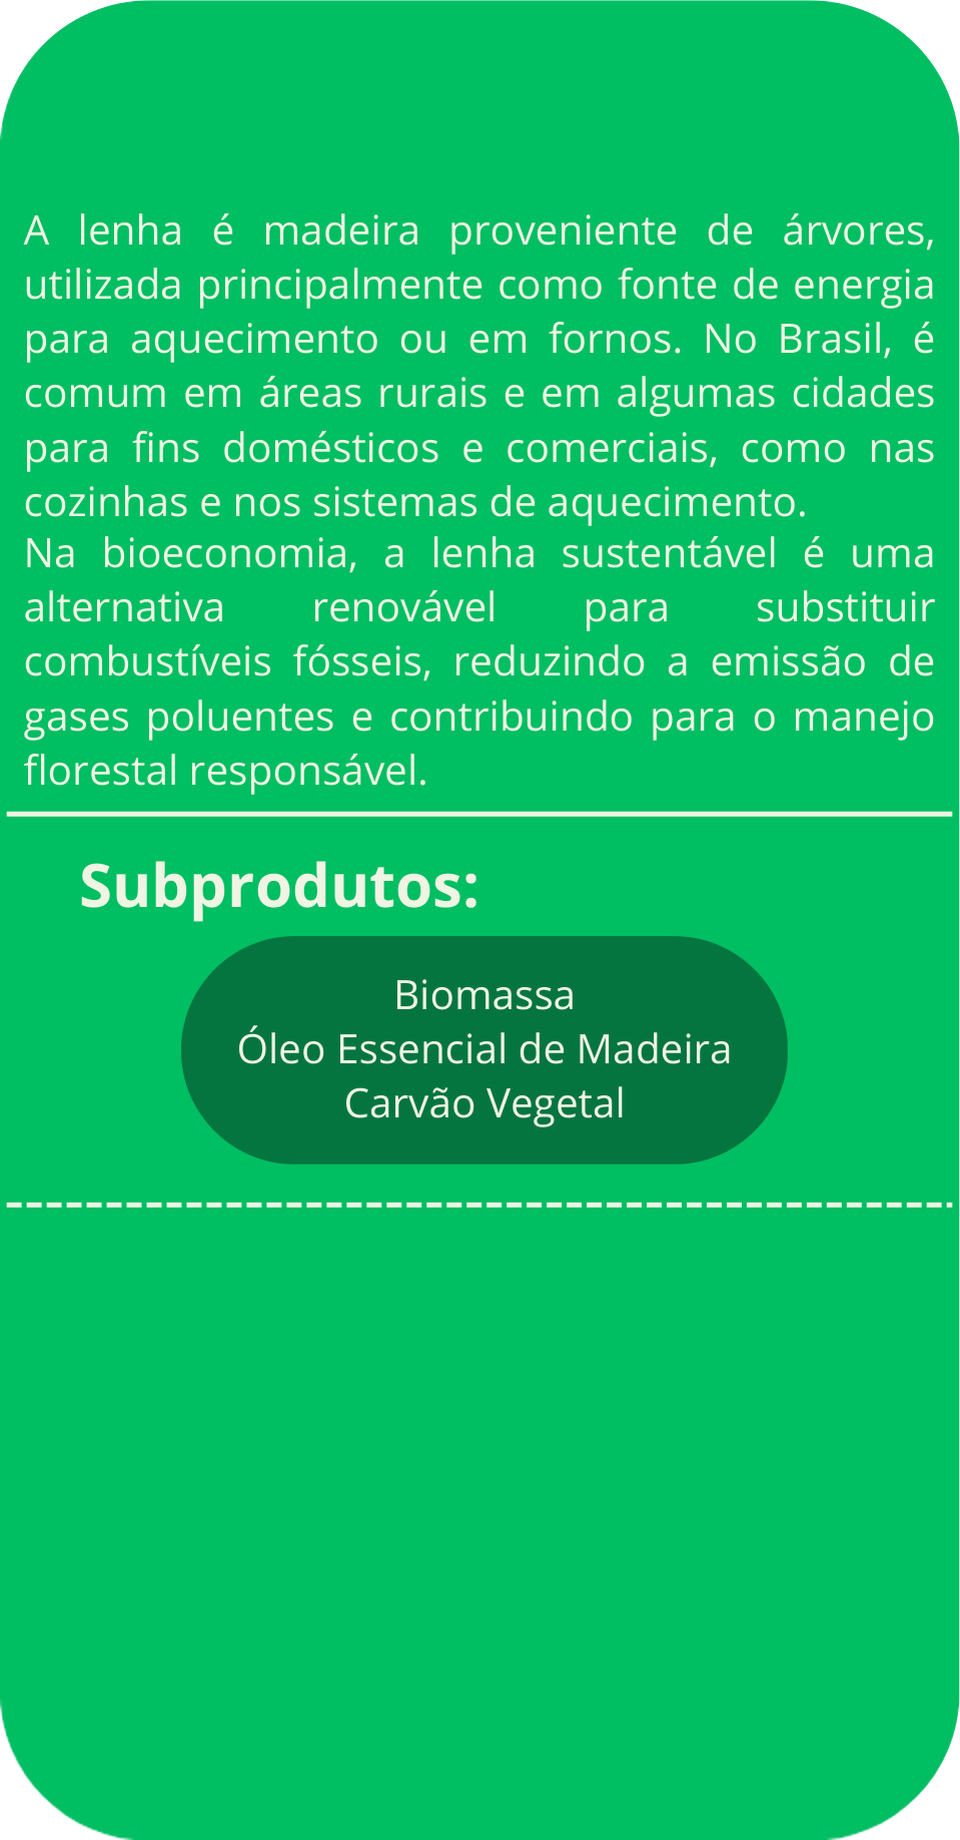 A lenha é madeira proveniente de árvores,
utilizada principalmente como fonte de energia
para aquecimento ou em fornos. No Brasil, é
comum em áreas rurais e em algumas cidades
para fins domésticos e comerciais, como nas
cozinhas e nos sistemas de aquecimento.
Na bioeconomia, a lenha sustentável é uma
alternativa renovável para substituir
combustíveis fósseis, reduzindo a emissão de
gases poluentes e contribuindo para o manejo
florestal responsável.
Subprodutos:
Biomassa
Óleo Essencial de Madeira
Carvão Vegetal